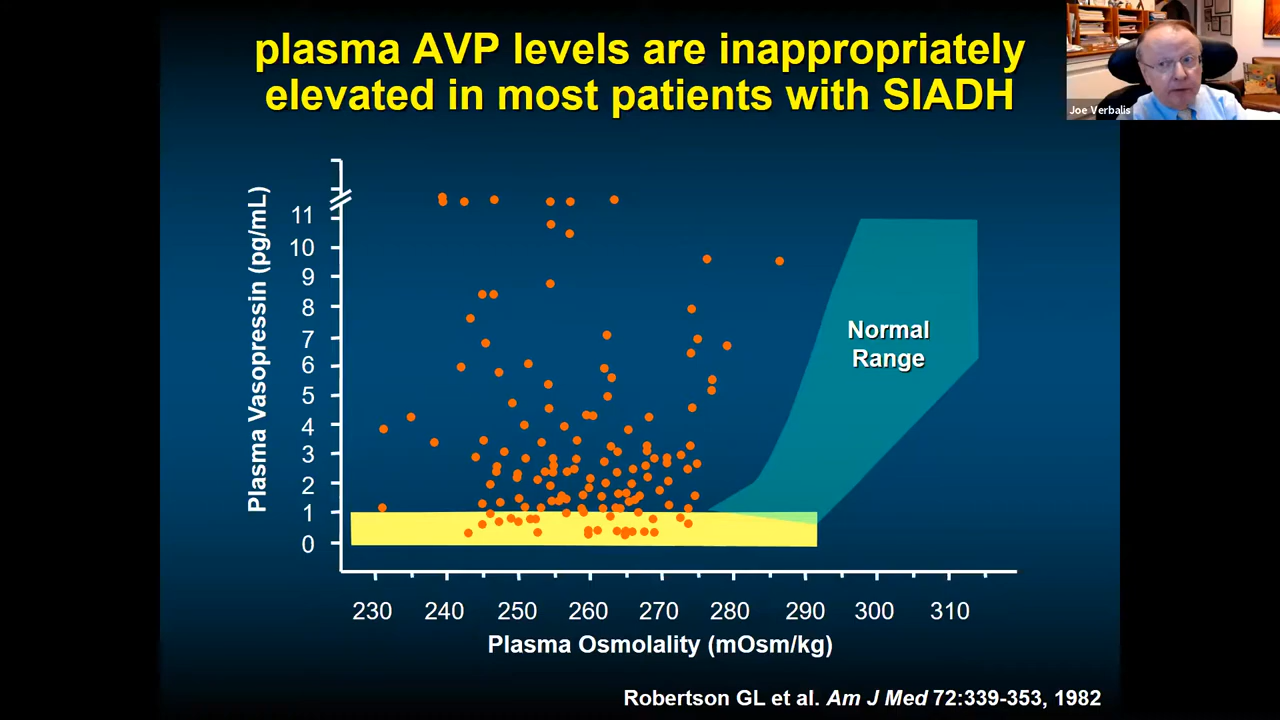 plasma AVP levels are inappropriately
elevated in most patients with SIADH
Joe Verbalis
Plasma Vasopressin (pg/mL)
11
10
9
8
7
6
5
4
3
2
1
0
Normal
Range
230 240 250 260 270 280 290 300 310
Plasma Osmolality (mOsm/kg)
Robertson GL et al. Am J Med 72:339-353, 1982